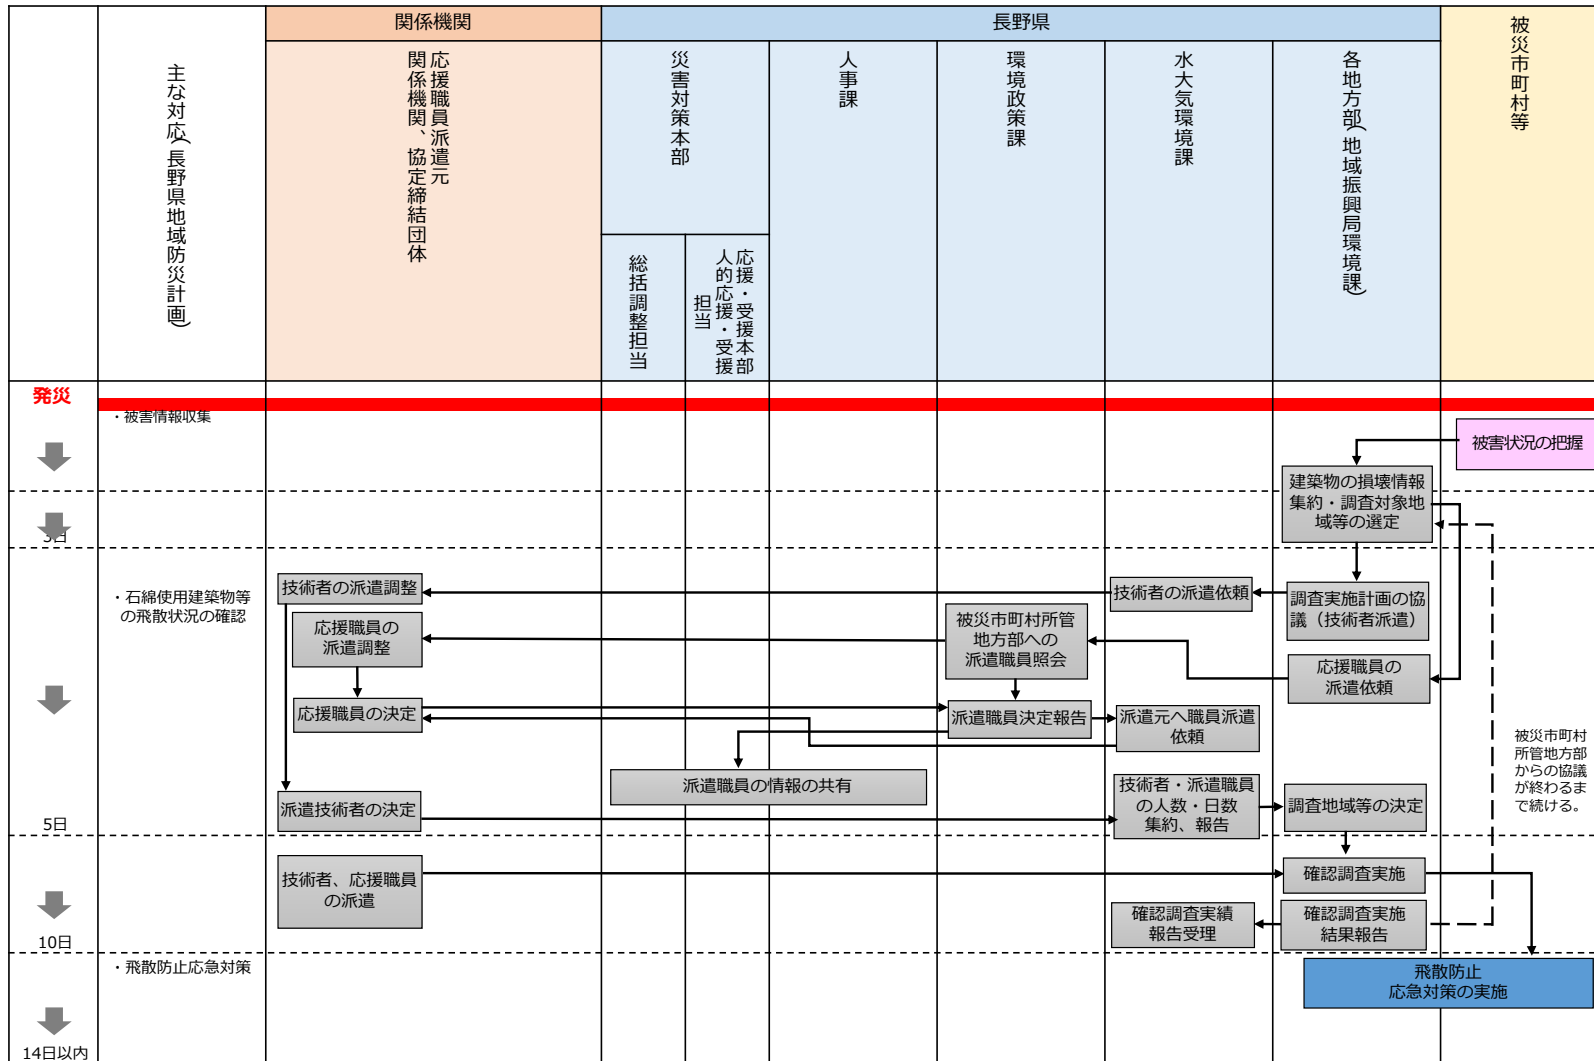 関係機関
長野県
被災市町村等
主な対応(長野県地域防災計画)
応援職員派遣元
関係機関、協定締結団体
災害対策本部
人事課
環境政策課
水大気環境課
各地方部(地域振興局環境課)
総括調整担当
応援・受援本部
人的応援・受援
担当
発災
・被害情報収集
被害状況の把握
建築物の損壊情報
集約・調査対象地
域等の選定
3日
・石綿使用建築物等
の飛散状況の確認
技術者の派遣調整
技術者の派遣依頼
調査実施計画の協
議（技術者派遣）
応援職員の
派遣調整
被災市町村所管
地方部への
派遣職員照会
応援職員の
派遣依頼
応援職員の決定
派遣職員決定報告
派遣元へ職員派遣
依頼
被災市町村
所管地方部
からの協議
が終わるま
で続ける。
派遣職員の情報の共有
技術者・派遣職員
の人数・日数
集約、報告
調査地域等の決定
派遣技術者の決定
5日
技術者、応援職員
の派遣
確認調査実施
確認調査実績
報告受理
確認調査実施
結果報告
10日
・飛散防止応急対策
飛散防止
応急対策の実施
14日以内